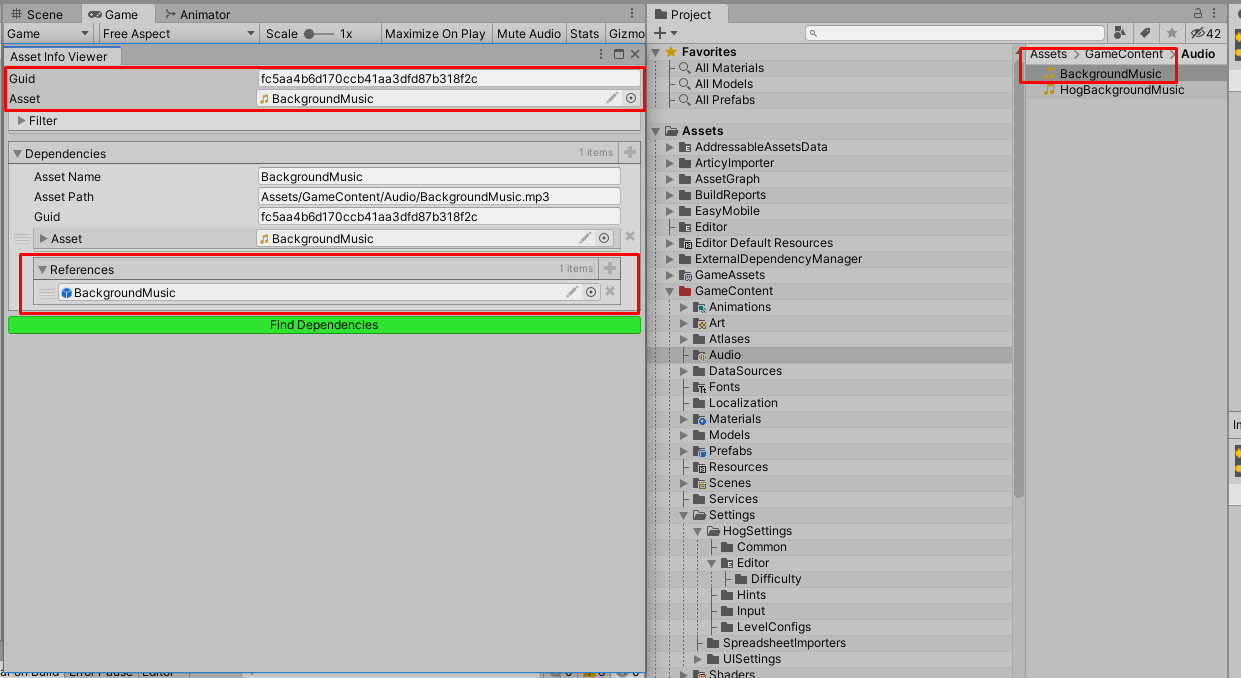 Scene
Game
Animator
Game
Free Aspect
Scale
1x
Maximize On Play
Mute Audio
Stats
Gizmo
Asset Info Viewer
Guid
fc5aa4b6d170ccb41aa3dfd87b318f2c
Asset
BackgroundMusic
Filter
Dependencies
1 items
Asset Name
BackgroundMusic
Asset Path
Assets/GameContent/Audio/BackgroundMusic.mp3
Guid
fc5aa4b6d170ccb41aa3dfd87b318f2c
Asset
BackgroundMusic
References
1 items
BackgroundMusic
Find Dependencies
Project
42
Favorites
All Materials
All Models
All Prefabs
Assets
AddressableAssetsData
ArticyImporter
AssetGraph
BuildReports
EasyMobile
Editor
Editor Default Resources
ExternalDependencyManager
GameAssets
GameContent
Animations
Art
Atlases
Audio
DataSources
Fonts
Localization
Materials
Models
Prefabs
Resources
Scenes
Services
Settings
HogSettings
Common
Editor
Difficulty
Hints
Input
LevelConfigs
SpreadsheetImporters
UISettings
Shaders
Assets > GameContent > Audio
BackgroundMusic
HogBackgroundMusic
In
on Build
Error Pause
Editor